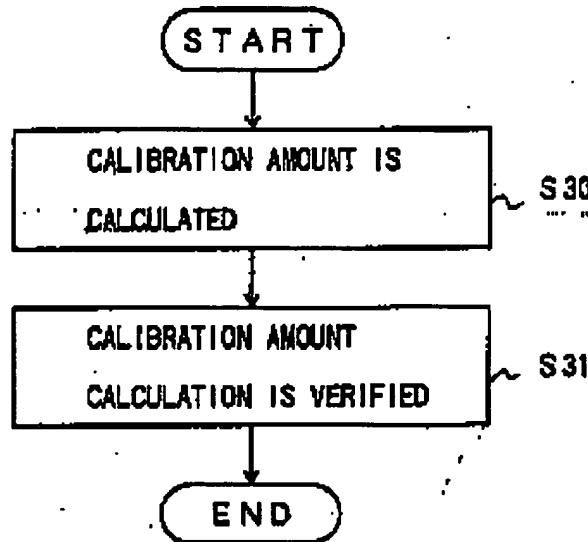 START
CALIBRATION AMOUNT IS
CALCULATED
S30
CALIBRATION AMOUNT
CALCULATION IS VERIFIED
S31
END